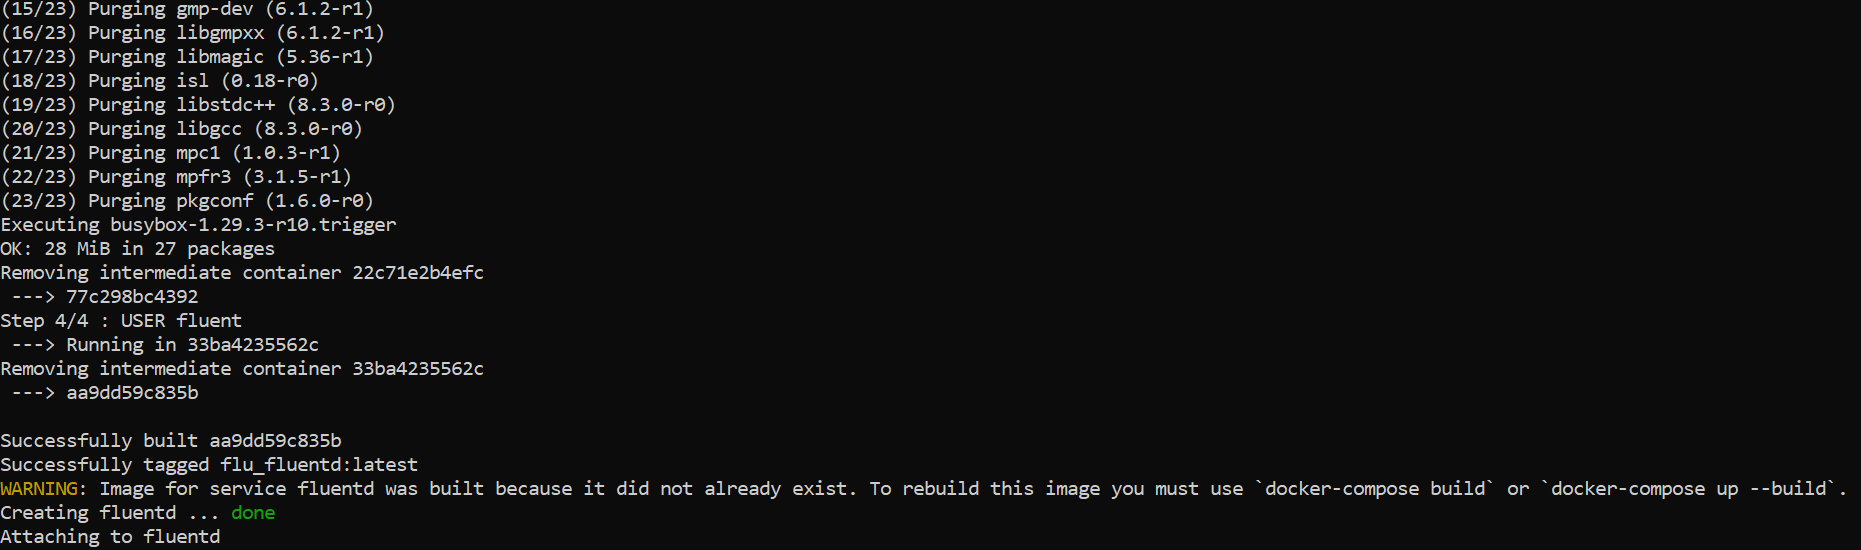 (15/23) Purging gmp-dev (6.1.2-r1)
(16/23) Purging libgmpxx (6.1.2-r1)
(17/23) Purging libmagic (5.36-r1)
(18/23) Purging isl (0.18-r0)
(19/23) Purging libstdc++ (8.3.0-r0)
(20/23) Purging libgcc (8.3.0-r0)
(21/23) Purging mpc1 (1.0.3-r1)
(22/23) Purging mpfr3 (3.1.5-r1)
(23/23) Purging pkgconf (1.6.0-r0)
Executing busybox-1.29.3-r10.trigger
OK: 28 MiB in 27 packages
Removing intermediate container 22c71e2b4efc
 ---> 77c298bc4392
Step 4/4 : USER fluent
 ---> Running in 33ba4235562c
Removing intermediate container 33ba4235562c
 ---> aa9dd59c835b

Successfully built aa9dd59c835b
Successfully tagged flu_fluentd:latest
WARNING: Image for service fluentd was built because it did not already exist. To rebuild this image you must use `docker-compose build` or `docker-compose up --build`.
Creating fluentd ... done
Attaching to fluentd